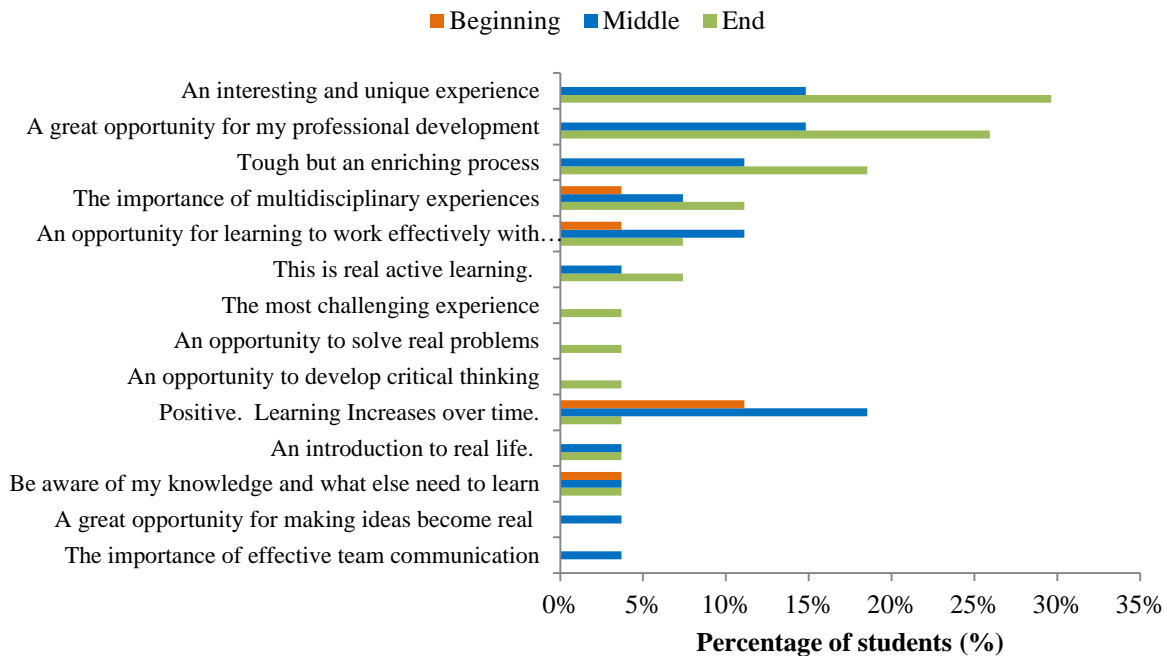 Beginning Middle End
An interesting and unique experience
A great opportunity for my professional development
Tough but an enriching process
The importance of multidisciplinary experiences
An opportunity for learning to work effectively with…
This is real active learning.
The most challenging experience
An opportunity to solve real problems
An opportunity to develop critical thinking
Positive.  Learning Increases over time.
An introduction to real life.
Be aware of my knowledge and what else need to learn
A great opportunity for making ideas become real
The importance of effective team communication
0% 5% 10% 15% 20% 25% 30% 35%
Percentage of students (%)